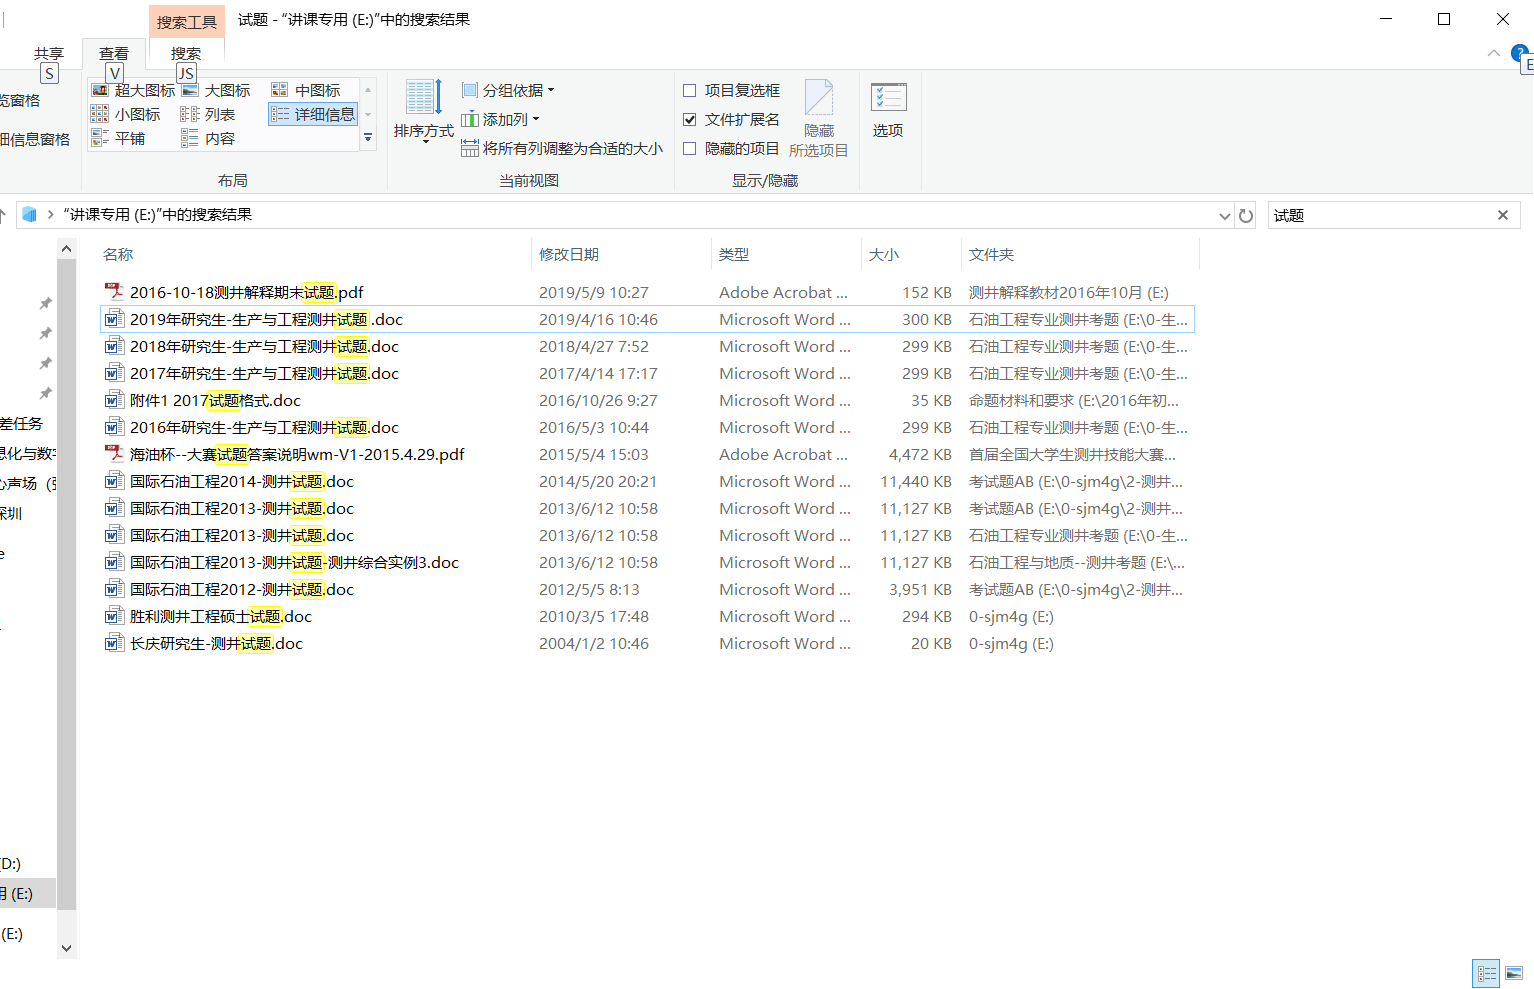 搜索工具
试题 - “讲课专用 (E:)”中的搜索结果
共享
查看
搜索
S
V
JS
E
览窗格
细信息窗格
超大图标
大图标
中图标
小图标
列表
详细信息
平铺
内容
布局
排序方式
分组依据
添加列
将所有列调整为合适的大小
当前视图
项目复选框
文件扩展名
隐藏的项目
隐藏
所选项目
显示/隐藏
选项
“讲课专用 (E:)”中的搜索结果
试题
名称 修改日期 类型 大小 文件夹
2016-10-18测井解释期末试题.pdf 2019/5/9 10:27 Adobe Acrobat ... 152 KB 测井解释教材2016年10月 (E:)
2019年研究生-生产与工程测井试题 .doc 2019/4/16 10:46 Microsoft Word ... 300 KB 石油工程专业测井考题 (E:\0-生...
2018年研究生-生产与工程测井试题.doc 2018/4/27 7:52 Microsoft Word ... 299 KB 石油工程专业测井考题 (E:\0-生...
2017年研究生-生产与工程测井试题.doc 2017/4/14 17:17 Microsoft Word ... 299 KB 石油工程专业测井考题 (E:\0-生...
附件1 2017试题格式.doc 2016/10/26 9:27 Microsoft Word ... 35 KB 命题材料和要求 (E:\2016年初...
2016年研究生-生产与工程测井试题.doc 2016/5/3 10:44 Microsoft Word ... 299 KB 石油工程专业测井考题 (E:\0-生...
海油杯--大赛试题答案说明wm-V1-2015.4.29.pdf 2015/5/4 15:03 Adobe Acrobat ... 4,472 KB 首届全国大学生测井技能大赛...
国际石油工程2014-测井试题.doc 2014/5/20 20:21 Microsoft Word ... 11,440 KB 考试题AB (E:\0-sjm4g\2-测井...
国际石油工程2013-测井试题.doc 2013/6/12 10:58 Microsoft Word ... 11,127 KB 考试题AB (E:\0-sjm4g\2-测井...
国际石油工程2013-测井试题.doc 2013/6/12 10:58 Microsoft Word ... 11,127 KB 石油工程专业测井考题 (E:\0-生...
国际石油工程2013-测井试题-测井综合实例3.doc 2013/6/12 10:58 Microsoft Word ... 11,127 KB 石油工程与地质--测井考题 (E:\...
国际石油工程2012-测井试题.doc 2012/5/5 8:13 Microsoft Word ... 3,951 KB 考试题AB (E:\0-sjm4g\2-测井...
胜利测井工程硕士试题.doc 2010/3/5 17:48 Microsoft Word ... 294 KB 0-sjm4g (E:)
长庆研究生-测井试题.doc 2004/1/2 10:46 Microsoft Word ... 20 KB 0-sjm4g (E:)
差任务
化与数
心声场
深圳
e
(D:)
用 (E:)
(E:)